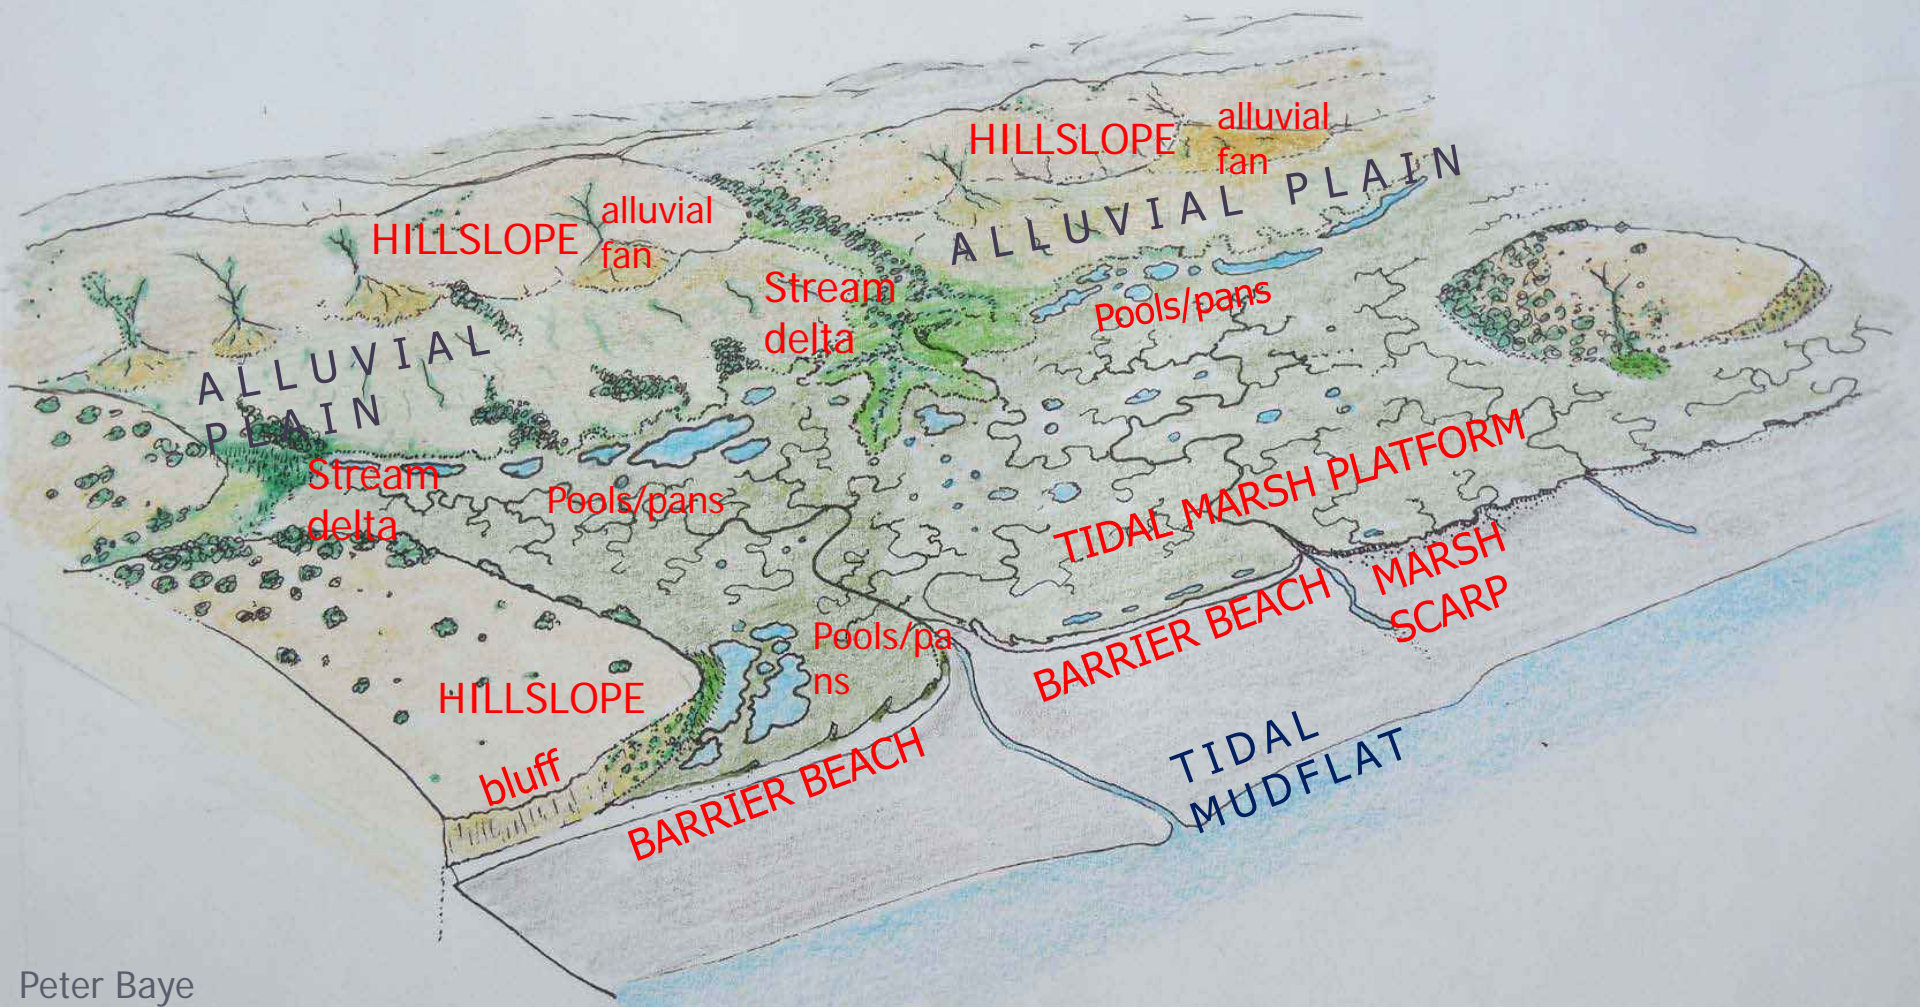 HILLSLOPE
alluvial
fan
ALLUVIAL PLAIN
HILLSLOPE
alluvial
fan
Stream
delta
Pools/pans
ALLUVIAL
PLAIN
Stream
delta
Pools/pans
TIDAL MARSH PLATFORM
MARSH
SCARP
BARRIER BEACH
Pools/pa
ns
HILLSLOPE
bluff
BARRIER BEACH
TIDAL
MUDFLAT
Peter Baye